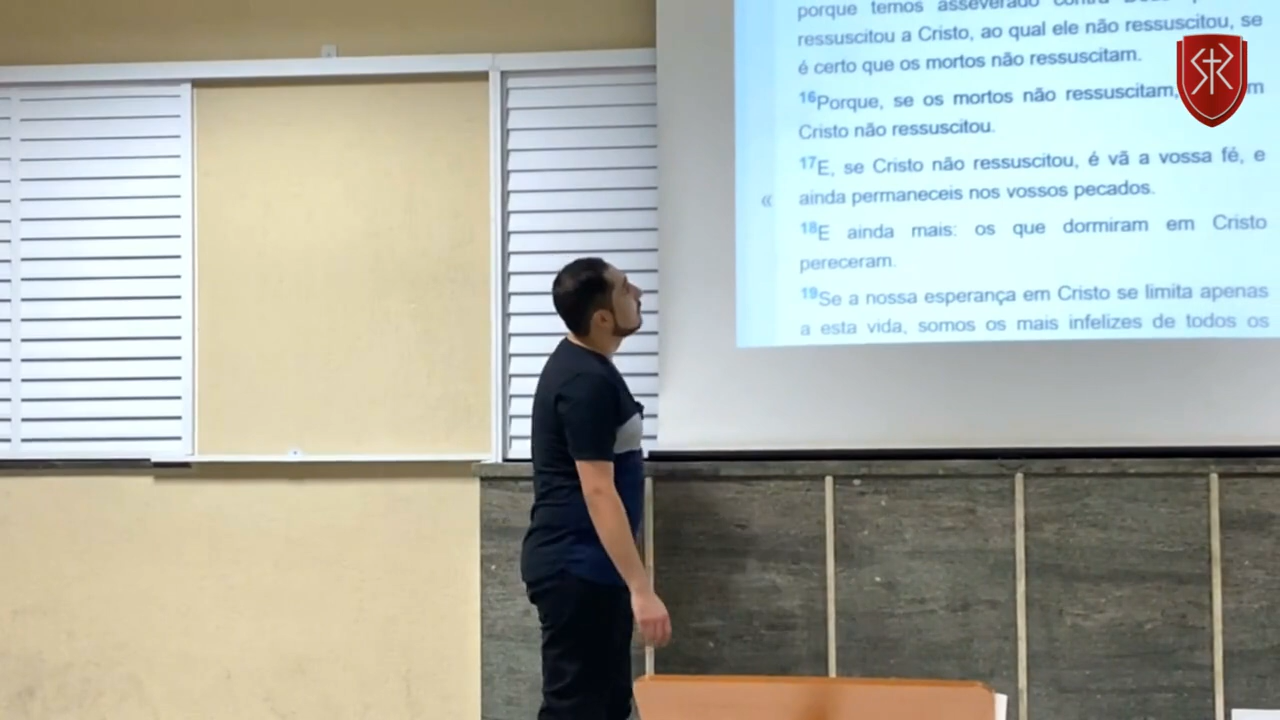 porque temos asseverado contra Deus
ressuscitou a Cristo, ao qual ele não ressuscitou, se
é certo que os mortos não ressuscitam.
16Porque, se os mortos não ressuscitam, m
Cristo não ressuscitou.
17E, se Cristo não ressuscitou, é vã a vossa fé, e
« ainda permaneceis nos vossos pecados.
18E ainda mais: os que dormiram em Cristo
pereceram.
19Se a nossa esperança em Cristo se limita apenas
a esta vida, somos os mais infelizes de todos os